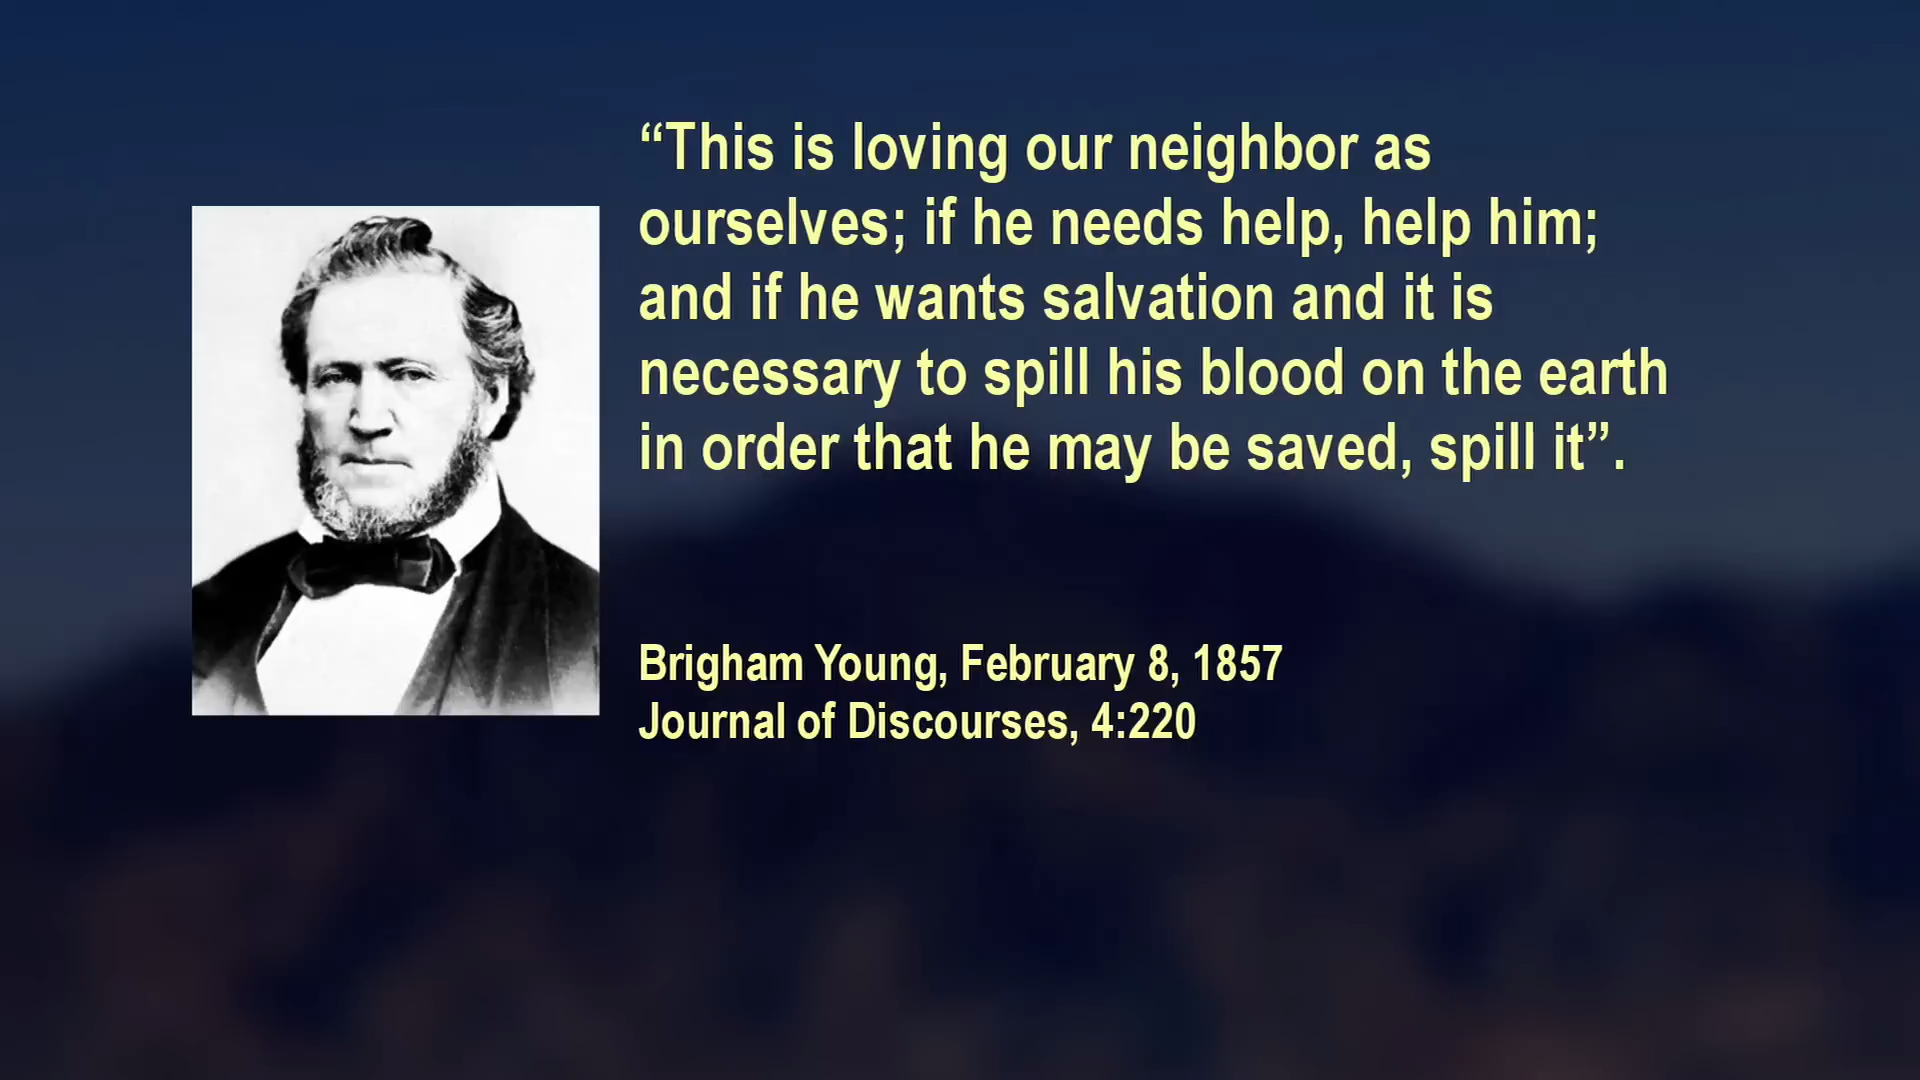 “This is loving our neighbor as
ourselves; if he needs help, help him;
and if he wants salvation and it is
necessary to spill his blood on the earth
in order that he may be saved, spill it”.
Brigham Young, February 8, 1857
Journal of Discourses, 4:220